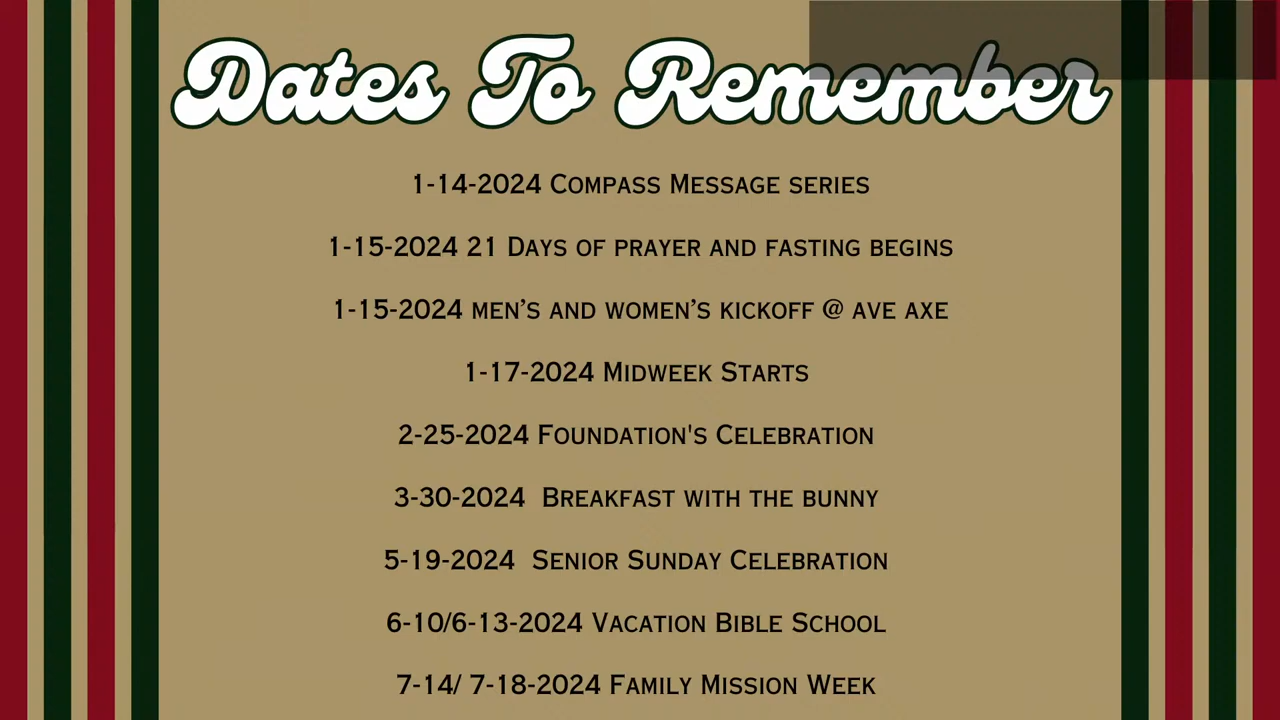 Dates To Remember
1-14-2024 Compass Message series
1-15-2024 21 Days of prayer and fasting begins
1-15-2024 men’s and women’s kickoff @ ave axe
1-17-2024 Midweek Starts
2-25-2024 Foundation's Celebration
3-30-2024 Breakfast with the bunny
5-19-2024 Senior Sunday Celebration
6-10/6-13-2024 Vacation Bible School
7-14/ 7-18-2024 Family Mission Week